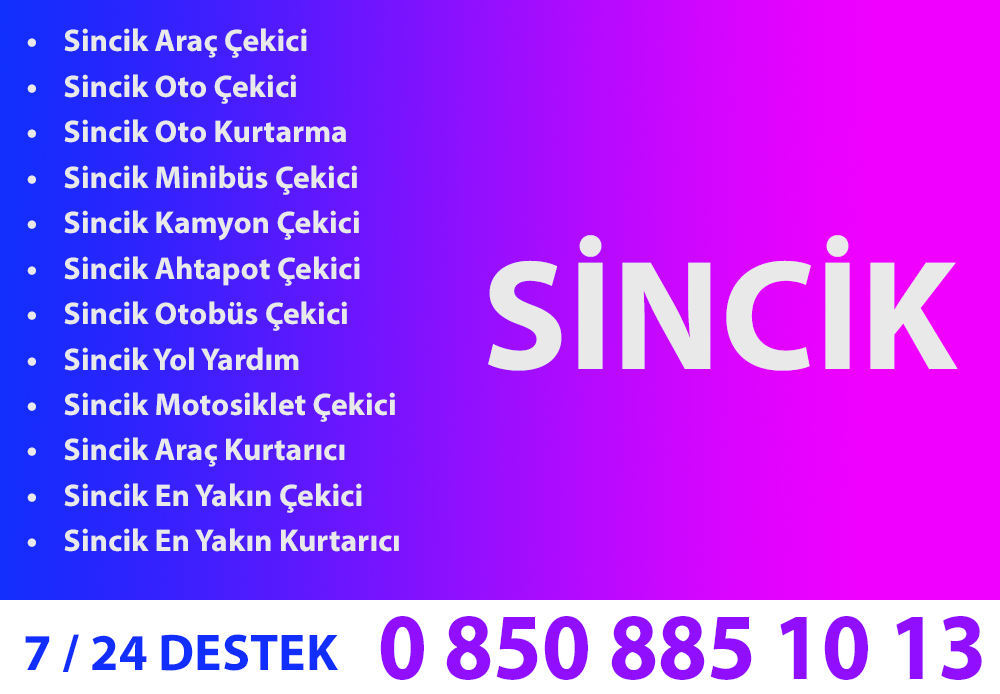 • Sincik Araç Çekici
• Sincik Oto Çekici
• Sincik Oto Kurtarma
• Sincik Minibüs Çekici
• Sincik Kamyon Çekici
• Sincik Ahtapot Çekici
• Sincik Otobüs Çekici
• Sincik Yol Yardım
• Sincik Motosiklet Çekici
• Sincik Araç Kurtarıcı
• Sincik En Yakın Çekici
• Sincik En Yakın Kurtarıcı
SİNCİK
7 / 24 DESTEK 0 850 885 10 13